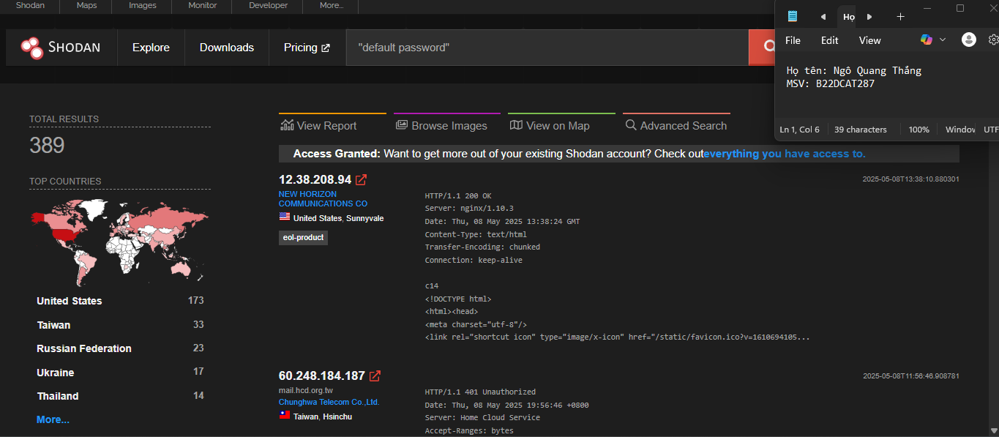 Shodan Maps Images Monitor Developer More...
SHODAN Explore Downloads Pricing "default password"
Họ
File Edit View
Họ tên: Ngô Quang Thắng
MSV: B22DCAT287
Ln 1, Col 6 39 characters 100% Window UTF
TOTAL RESULTS
389
TOP COUNTRIES
United States 173
Taiwan 33
Russian Federation 23
Ukraine 17
Thailand 14
More...
View Report Browse Images View on Map Advanced Search
Access Granted: Want to get more out of your existing Shodan account? Check out everything you have access to.
12.38.208.94
2025-05-08T13:38:10.880301
NEW HORIZON
COMMUNICATIONS CO
United States, Sunnyvale
eol-product
HTTP/1.1 200 OK
Server: nginx/1.10.3
Date: Thu, 08 May 2025 13:38:24 GMT
Content-Type: text/html
Transfer-Encoding: chunked
Connection: keep-alive
c14
<!DOCTYPE html>
<html><head>
<meta charset="utf-8"/>
<link rel="shortcut icon" type="image/x-icon" href="/static/favicon.ico?v=1610694105...
60.248.184.187
2025-05-08T11:56:46.908781
mail.hcd.org.tw
Chunghwa Telecom Co.,Ltd.
Taiwan, Hsinchu
HTTP/1.1 401 Unauthorized
Date: Thu, 08 May 2025 19:56:46 +0800
Server: Home Cloud Service
Accept-Ranges: bytes